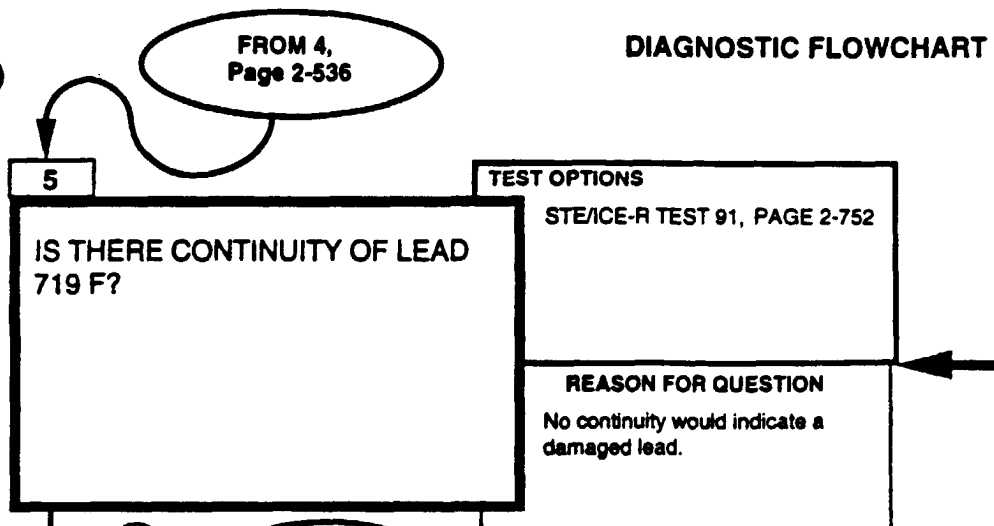 FROM 4,
Page 2-536
DIAGNOSTIC FLOWCHART
5
IS THERE CONTINUITY OF LEAD
719 F?
TEST OPTIONS
STE/ICE-R TEST 91, PAGE 2-752
REASON FOR QUESTION
No continuity would indicate a
damaged lead.